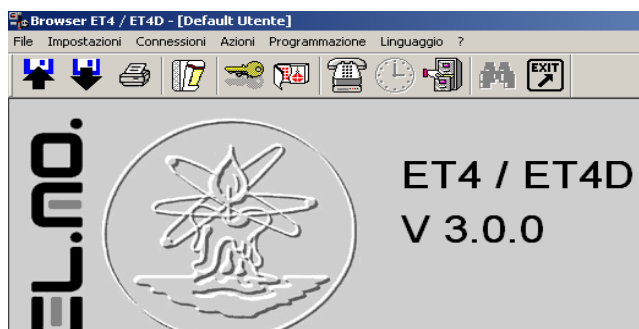 Browser ET4 / ET4D - [Default Utente]
File Impostazioni Connessioni Azioni Programmazione Linguaggio ?
EXIT
EL.MO.
ET4 / ET4D
V 3.0.0